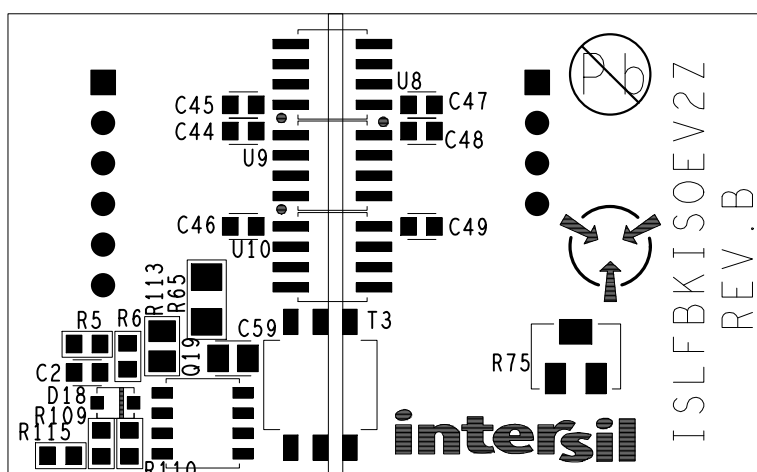 Pb
U8
C45
C47
C44
C48
U9
C46
C49
U10
R113
R65
T3
R5
R6
C59
Q19
R75
C2
D18
R109
R115
R110
intersil
ISLFBKISOEV2Z
REV.B